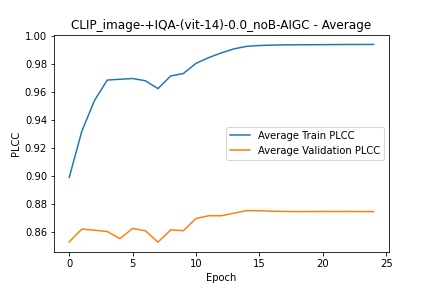 CLIP_image-+IQA-(vit-14)-0.0_noB-AIGC - Average
1.00
0.98
0.96
0.94
0.92
0.90
0.88
0.86
PLCC
Average Train PLCC
Average Validation PLCC
0 5 10 15 20 25
Epoch